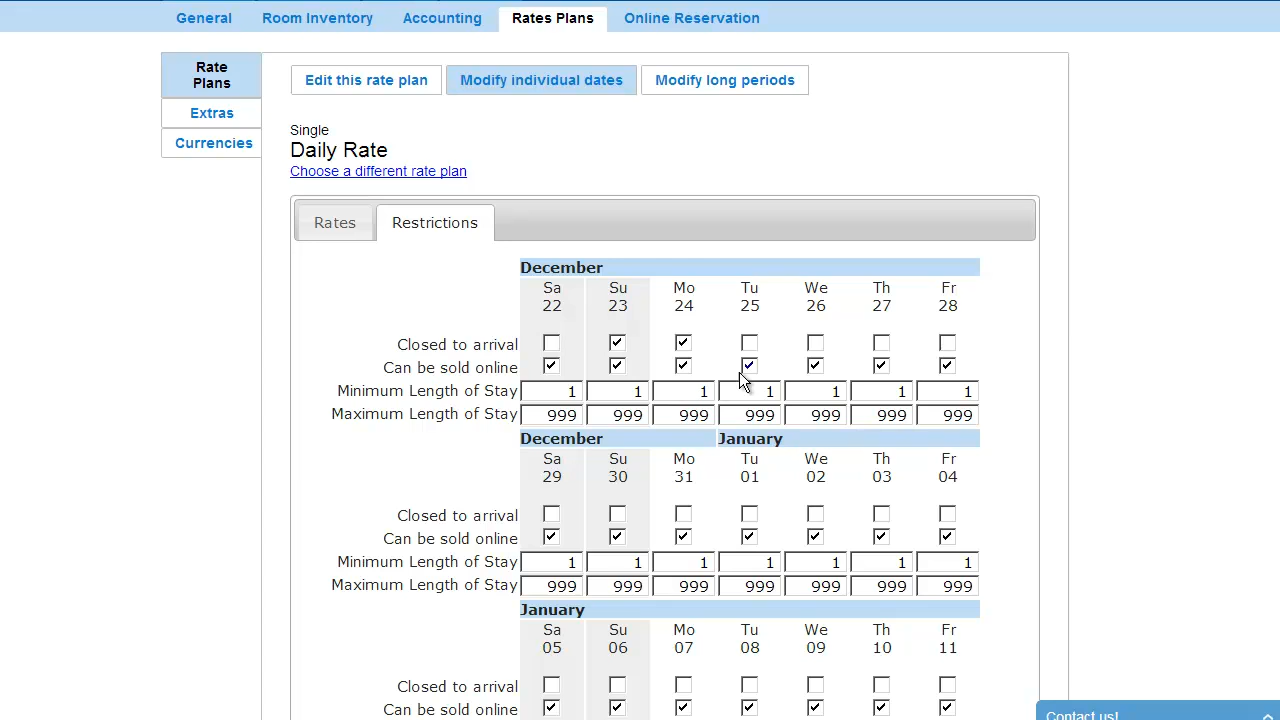 General Room Inventory Accounting Rates Plans Online Reservation
Rate
Plans
Extras
Currencies
Edit this rate plan Modify individual dates Modify long periods
Single
Daily Rate
Choose a different rate plan
Rates Restrictions
December
Sa Su Mo Tu We Th Fr
22 23 24 25 26 27 28
Closed to arrival
Can be sold online
Minimum Length of Stay 1 1 1 1 1 1 1
Maximum Length of Stay 999 999 999 999 999 999 999
December January
Sa Su Mo Tu We Th Fr
29 30 31 01 02 03 04
Closed to arrival
Can be sold online
Minimum Length of Stay 1 1 1 1 1 1 1
Maximum Length of Stay 999 999 999 999 999 999 999
January
Sa Su Mo Tu We Th Fr
05 06 07 08 09 10 11
Closed to arrival
Can be sold online
Contact us!